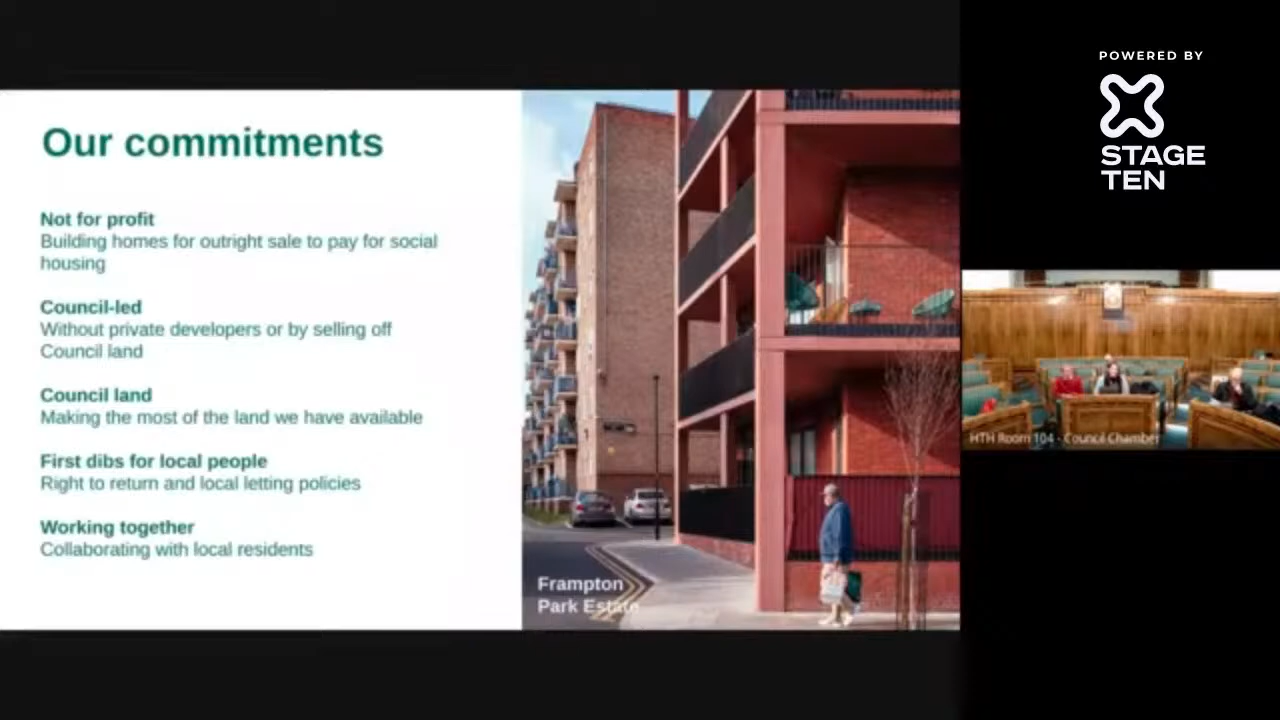 Our commitments
Not for profit
Building homes for outright sale to pay for social
housing
Council-led
Without private developers or by selling off
Council land
Council land
Making the most of the land we have available
First dibs for local people
Right to return and local letting policies
Working together
Collaborating with local residents
Frampton
Park Estate
POWERED BY
STAGE
TEN
HTH Room 104 - Council Chamber